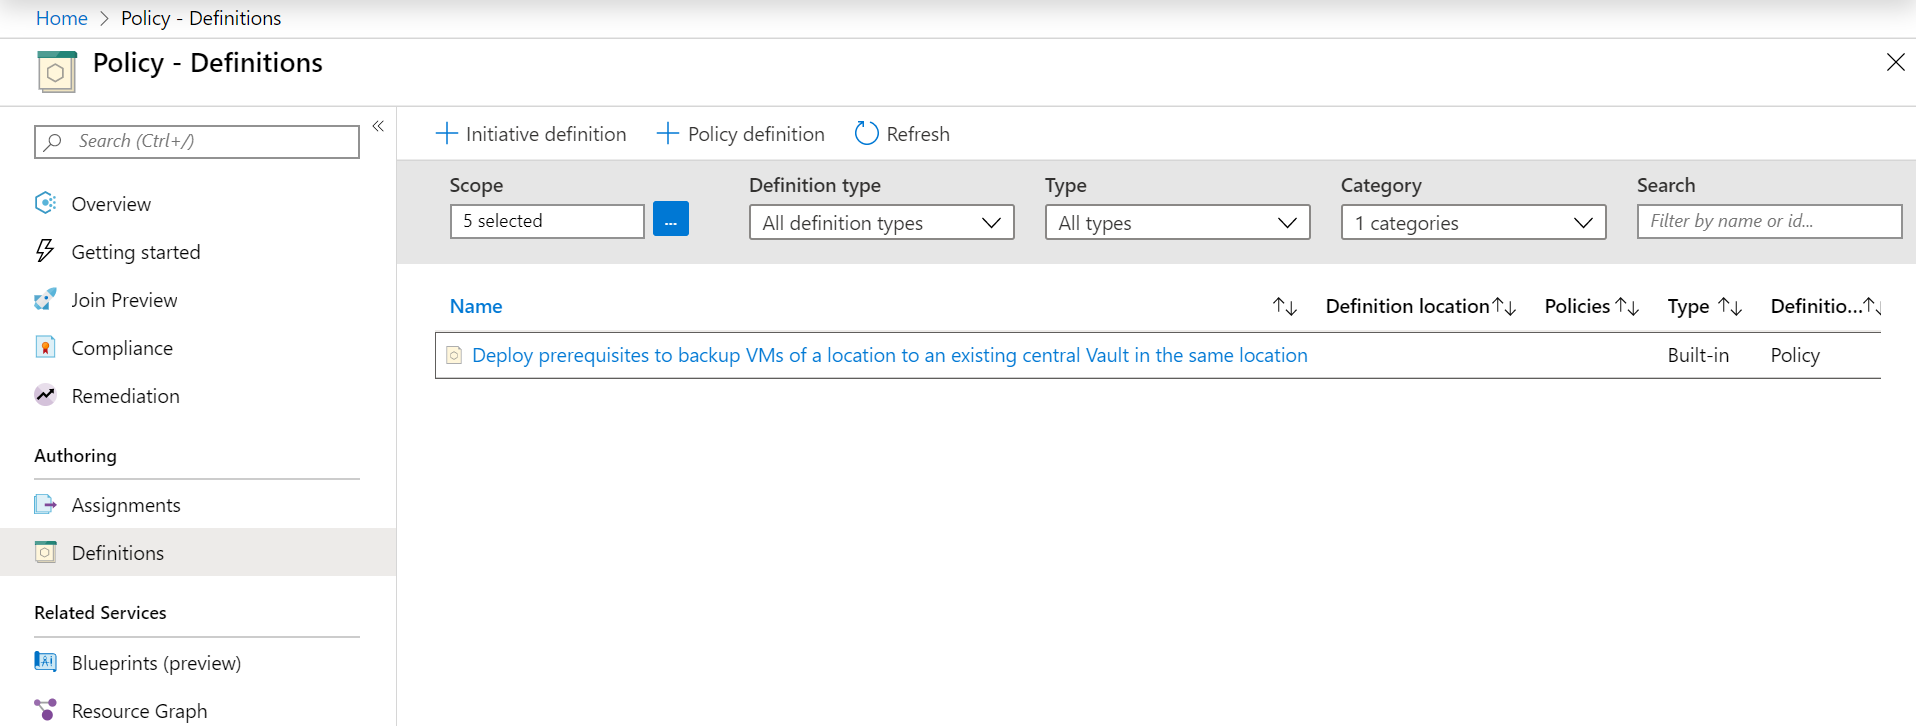 Home > Policy - Definitions
Policy - Definitions
Search (Ctrl+/)
Overview
Getting started
Join Preview
Compliance
Remediation
Authoring
Assignments
Definitions
Related Services
Blueprints (preview)
Resource Graph
Initiative definition
Policy definition
Refresh
Scope
5 selected
...
Definition type
All definition types
Type
All types
Category
1 categories
Search
Filter by name or id...
Name
Definition location
Policies
Type
Definitio...
Deploy prerequisites to backup VMs of a location to an existing central Vault in the same location
Built-in
Policy